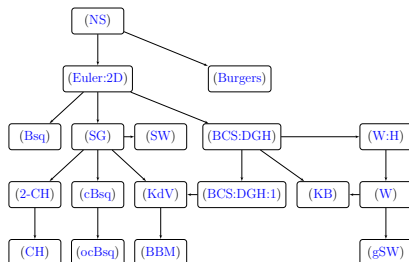 (NS)
(Euler:2D) (Burgers)
(Bsq) (SG) (SW) (BCS:DGH) (W:H)
(2-CH) (cBsq) (KdV) (BCS:DGH:1) (KB) (W)
(CH) (ocBsq) (BBM) (gSW)